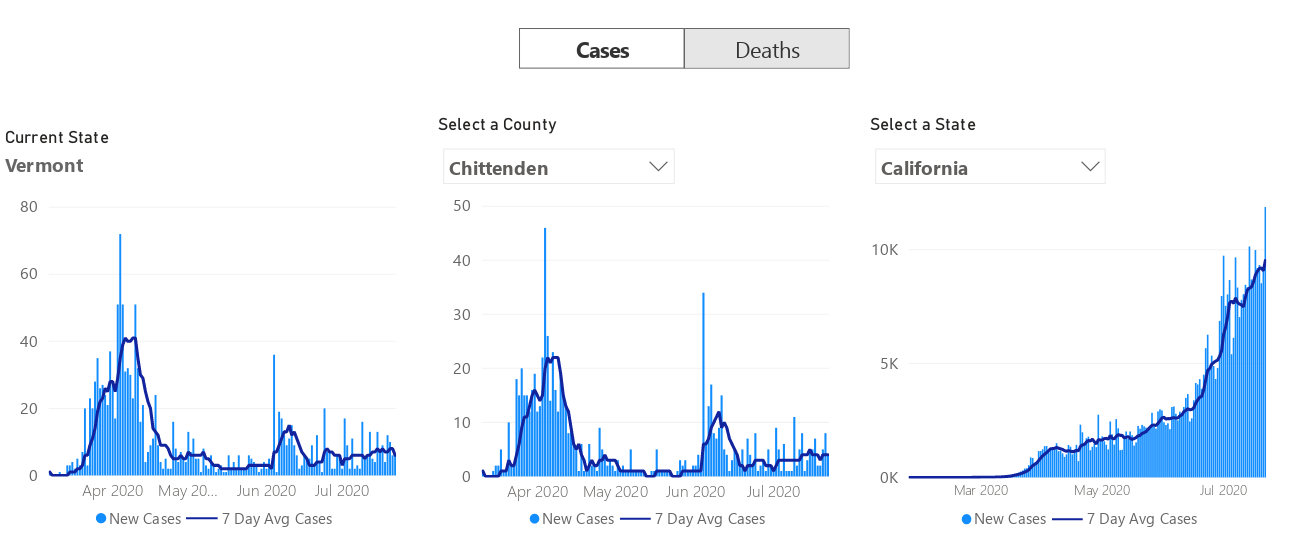 Cases Deaths
Current State
Vermont
80
60
40
20
0
Apr 2020 May 20... Jun 2020 Jul 2020
New Cases 7 Day Avg Cases
Select a County
Chittenden
50
40
30
20
10
0
Apr 2020 May 2020 Jun 2020 Jul 2020
New Cases 7 Day Avg Cases
Select a State
California
10K
5K
0K
Mar 2020 May 2020 Jul 2020
New Cases 7 Day Avg Cases